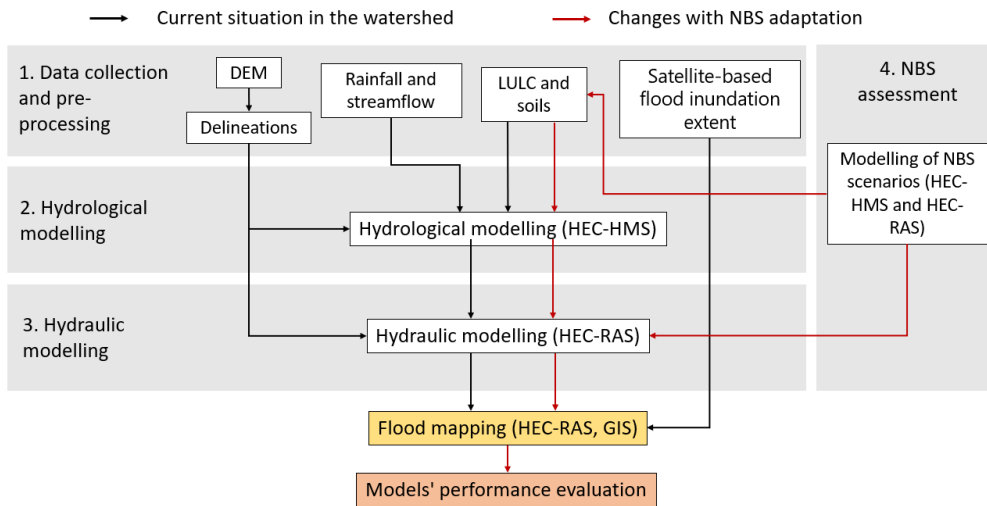 Current situation in the watershed
Changes with NBS adaptation
1. Data collection
and pre-
processing
DEM
Delineations
Rainfall and
streamflow
LULC and
soils
Satellite-based
flood inundation
extent
4. NBS
assessment
Modelling of NBS
scenarios (HEC-
HMS and HEC-
RAS)
2. Hydrological
modelling
Hydrological modelling (HEC-HMS)
3. Hydraulic
modelling
Hydraulic modelling (HEC-RAS)
Flood mapping (HEC-RAS, GIS)
Models' performance evaluation